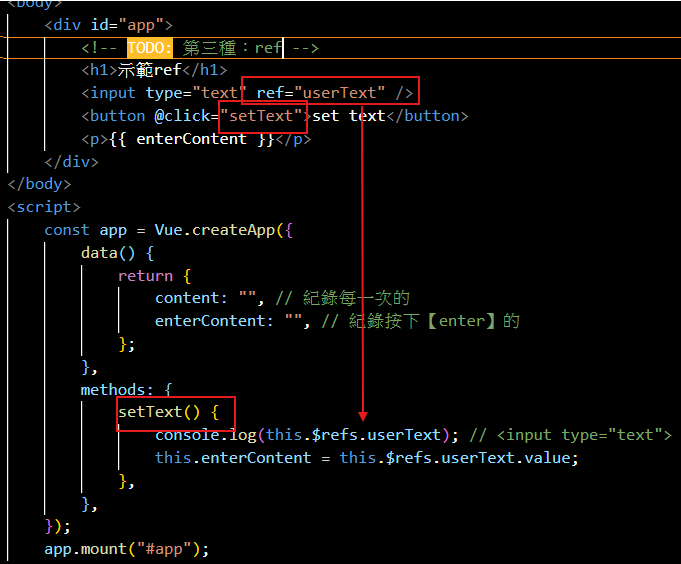 <body>
<div id="app">
<!-- TODO: 第三種：ref -->
<h1>示範ref</h1>
<input type="text" ref="userText" />
<button @click="setText">set text</button>
<p>{{ enterContent }}</p>
</div>
</body>
<script>
const app = Vue.createApp({
data() {
return {
content: "", // 紀錄每一次的
enterContent: "", // 紀錄按下【enter】的
};
},
methods: {
setText() {
console.log(this.$refs.userText); // <input type="text">
this.enterContent = this.$refs.userText.value;
},
},
});
app.mount("#app");